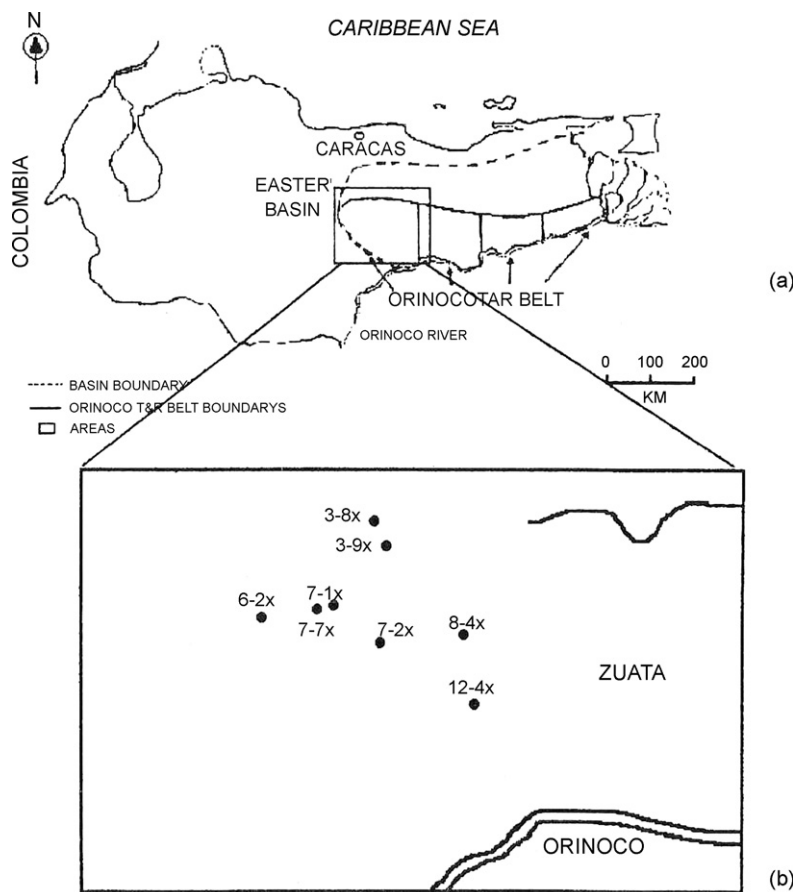 N
CARIBBEAN SEA
CARACAS
COLOMBIA
EASTER'
BASIN
(a)
ORINOCOTAR BELT
ORINOCO RIVER
0 100 200
KM
BASIN BOUNDARY
ORINOCO T&R BELT BOUNDARYS
AREAS
3-8x
3-9x
6-2x
7-1x
7-7x
7-2x
8-4x
12-4x
ZUATA
ORINOCO
(b)